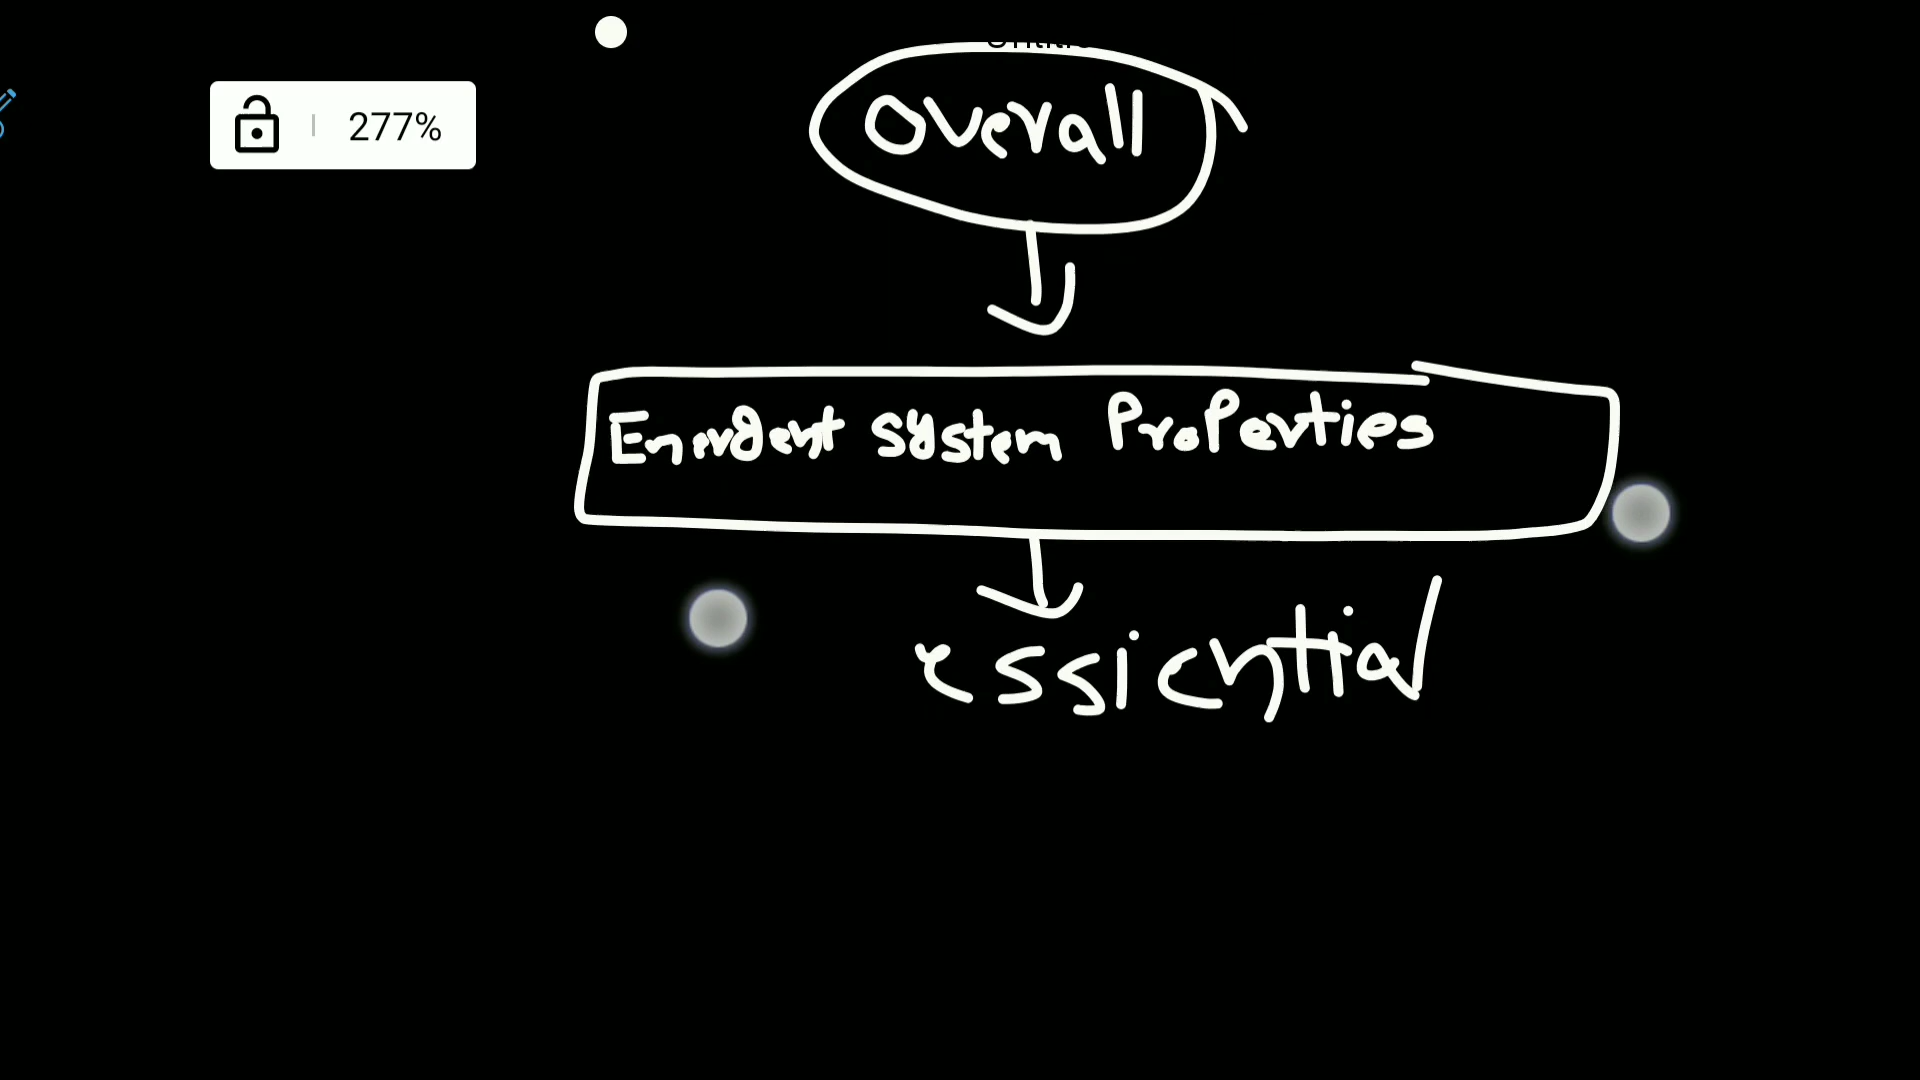 Overall
277%
Emergent System Properties
essiential